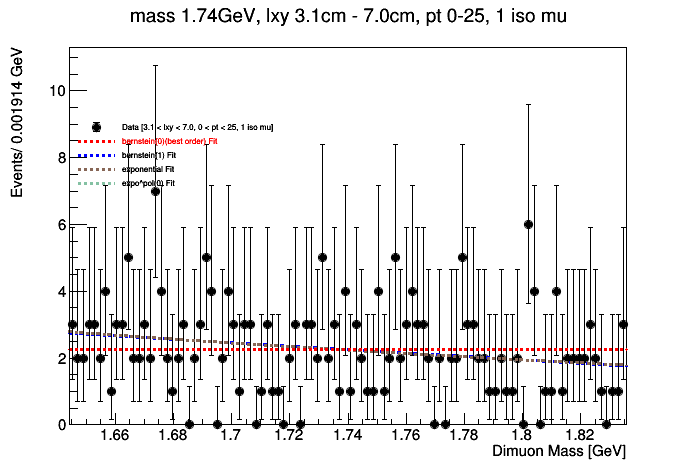 mass 1.74GeV, lxy 3.1cm - 7.0cm, pt 0-25, 1 iso mu
Events/ 0.001914 GeV
10
8
6
4
2
0
Data [3.1 < lxy < 7.0, 0 < pt < 25, 1 iso mu]
bernstein[0](best order) Fit
bernstein[1] Fit
exponential Fit
expo*pol(0) Fit
1.66 1.68 1.7 1.72 1.74 1.76 1.78 1.8 1.82
Dimuon Mass [GeV]